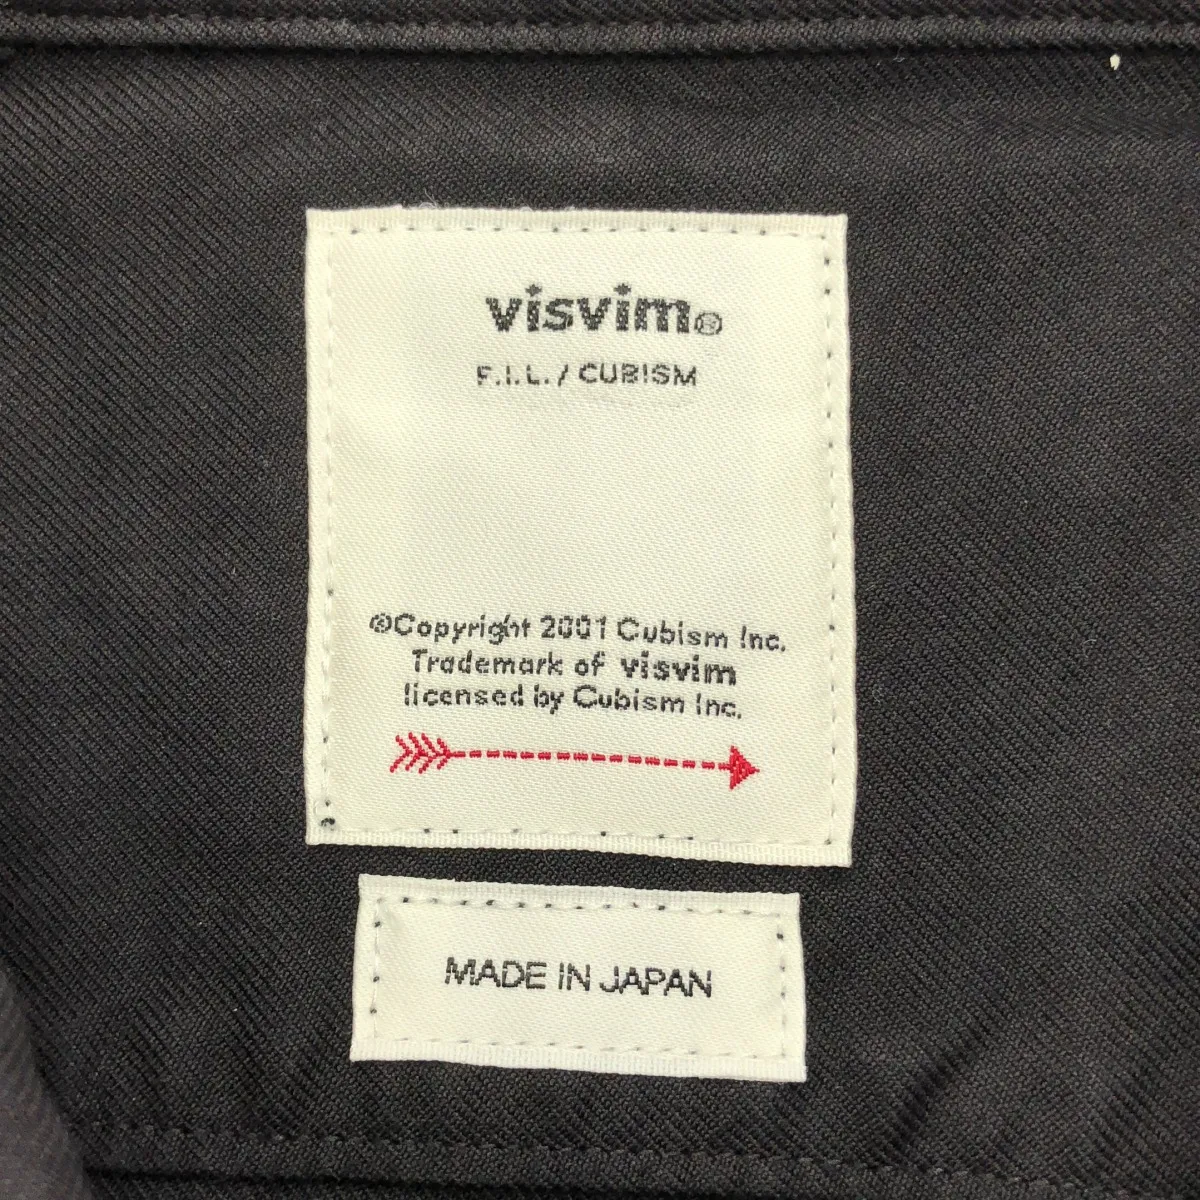 visvim®
F.I.L. / CUBISM
©Copyright 2001 Cubism Inc.
Trademark of visvim
licensed by Cubism Inc.
MADE IN JAPAN